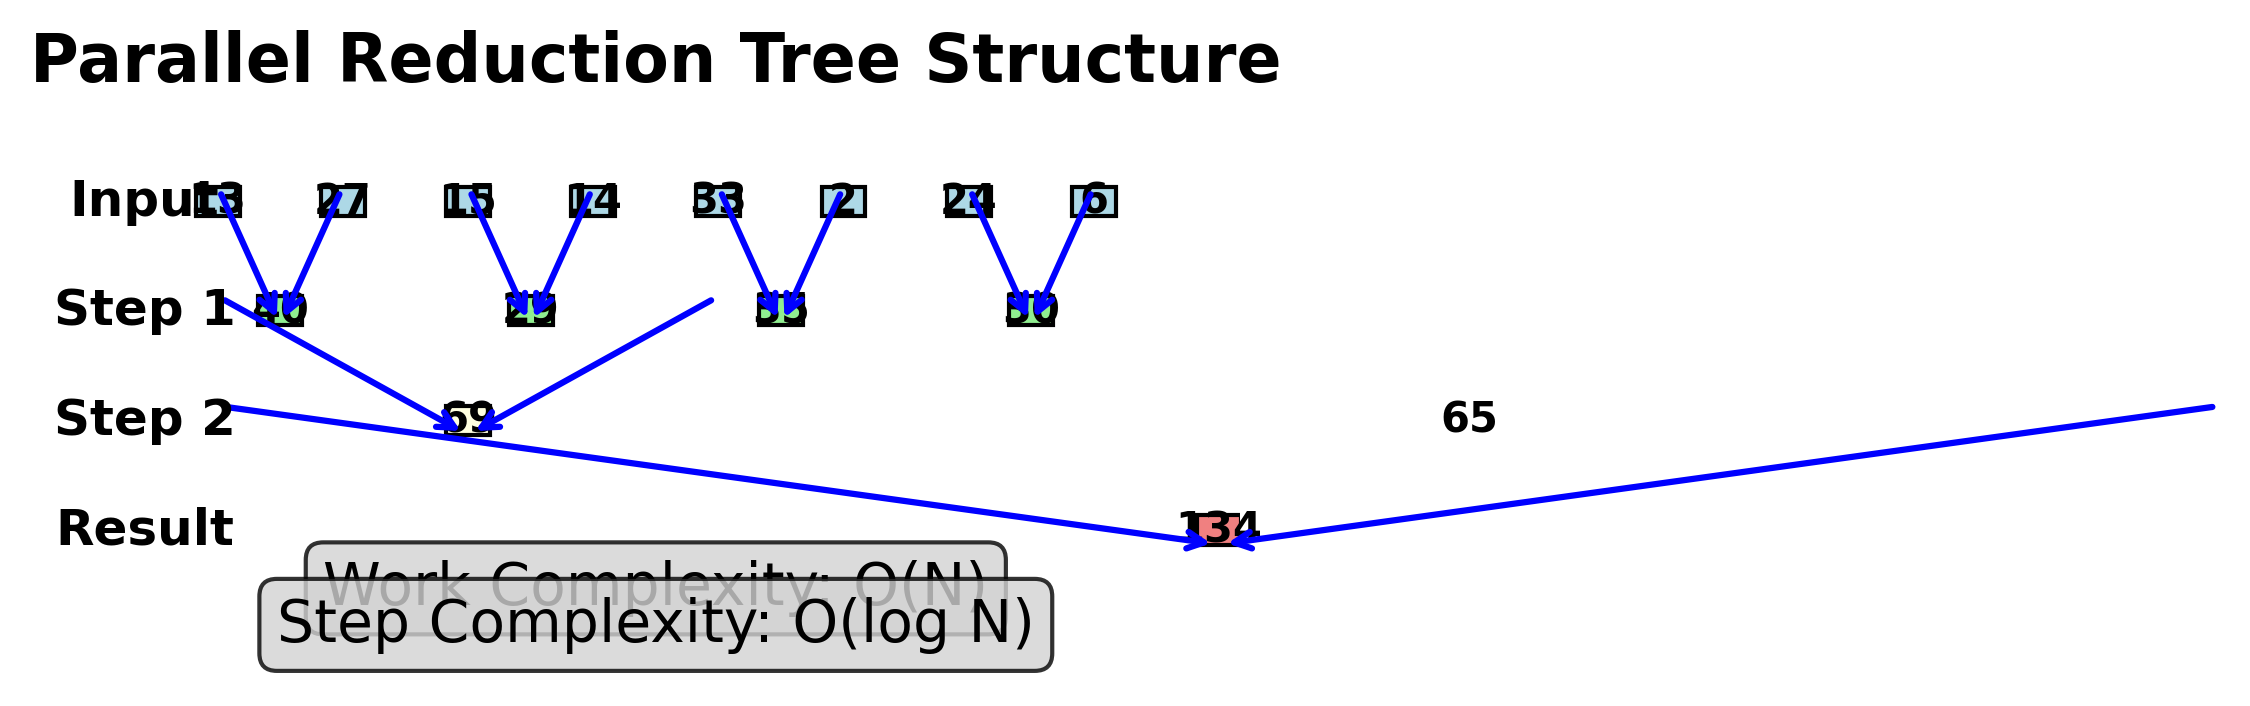 Parallel Reduction Tree Structure
Input 13 27 15 14 33 2 24 6
Step 1 40 29 35 30
Step 2 69 65
Result 134
Work Complexity: O(N)
Step Complexity: O(log N)